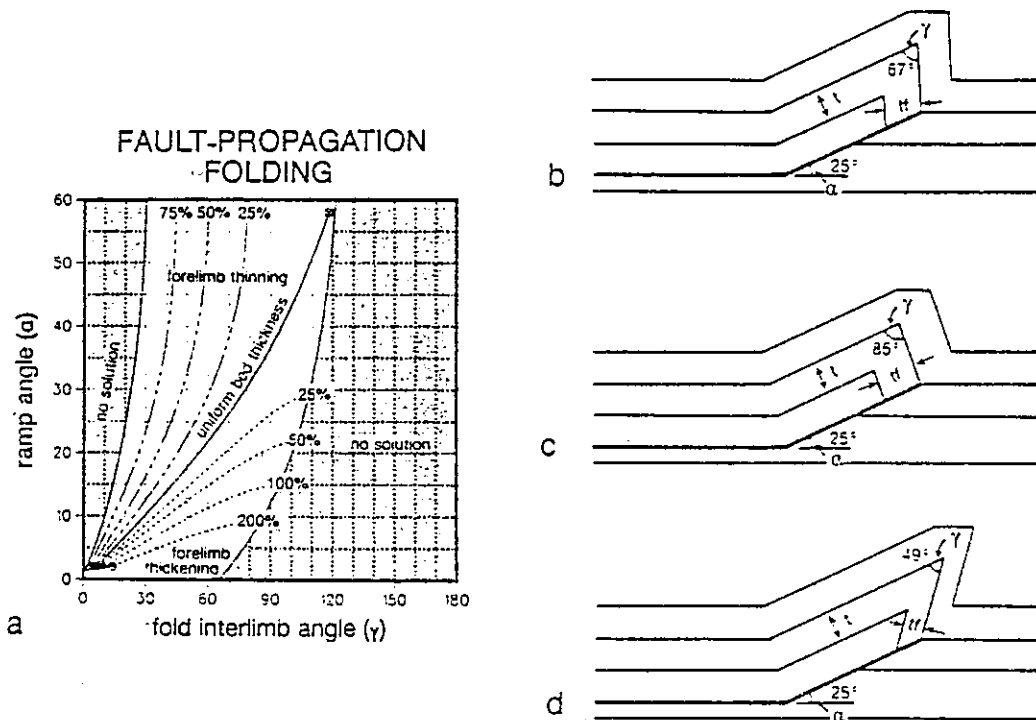 FAULT-PROPAGATION
FOLDING
60
50
40
30
20
10
0
ramp angle (α)
75% 50% 25%
forelimb thinning
no solution
uniform bed thickness
25%
50%
no solution
100%
200%
forelimb
thickening
0 30 60 90 120 150 180
fold interlimb angle (γ)
a
γ
67°
t
tf
25°
α
b
γ
85°
t
tf
25°
α
c
γ
49°
t
tf
25°
α
d